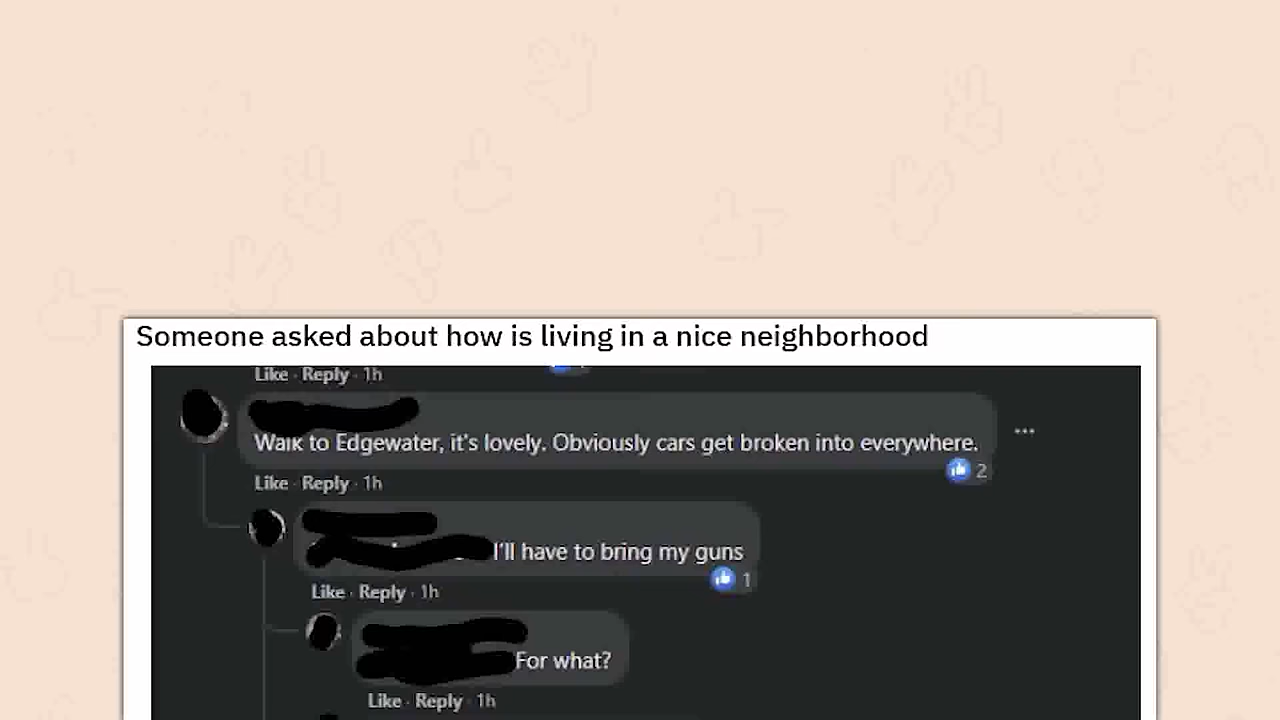 Someone asked about how is living in a nice neighborhood
Like · Reply · 1h
Walk to Edgewater, it's lovely. Obviously cars get broken into everywhere.
2
Like · Reply · 1h
I'll have to bring my guns
1
Like · Reply · 1h
For what?
Like · Reply · 1h